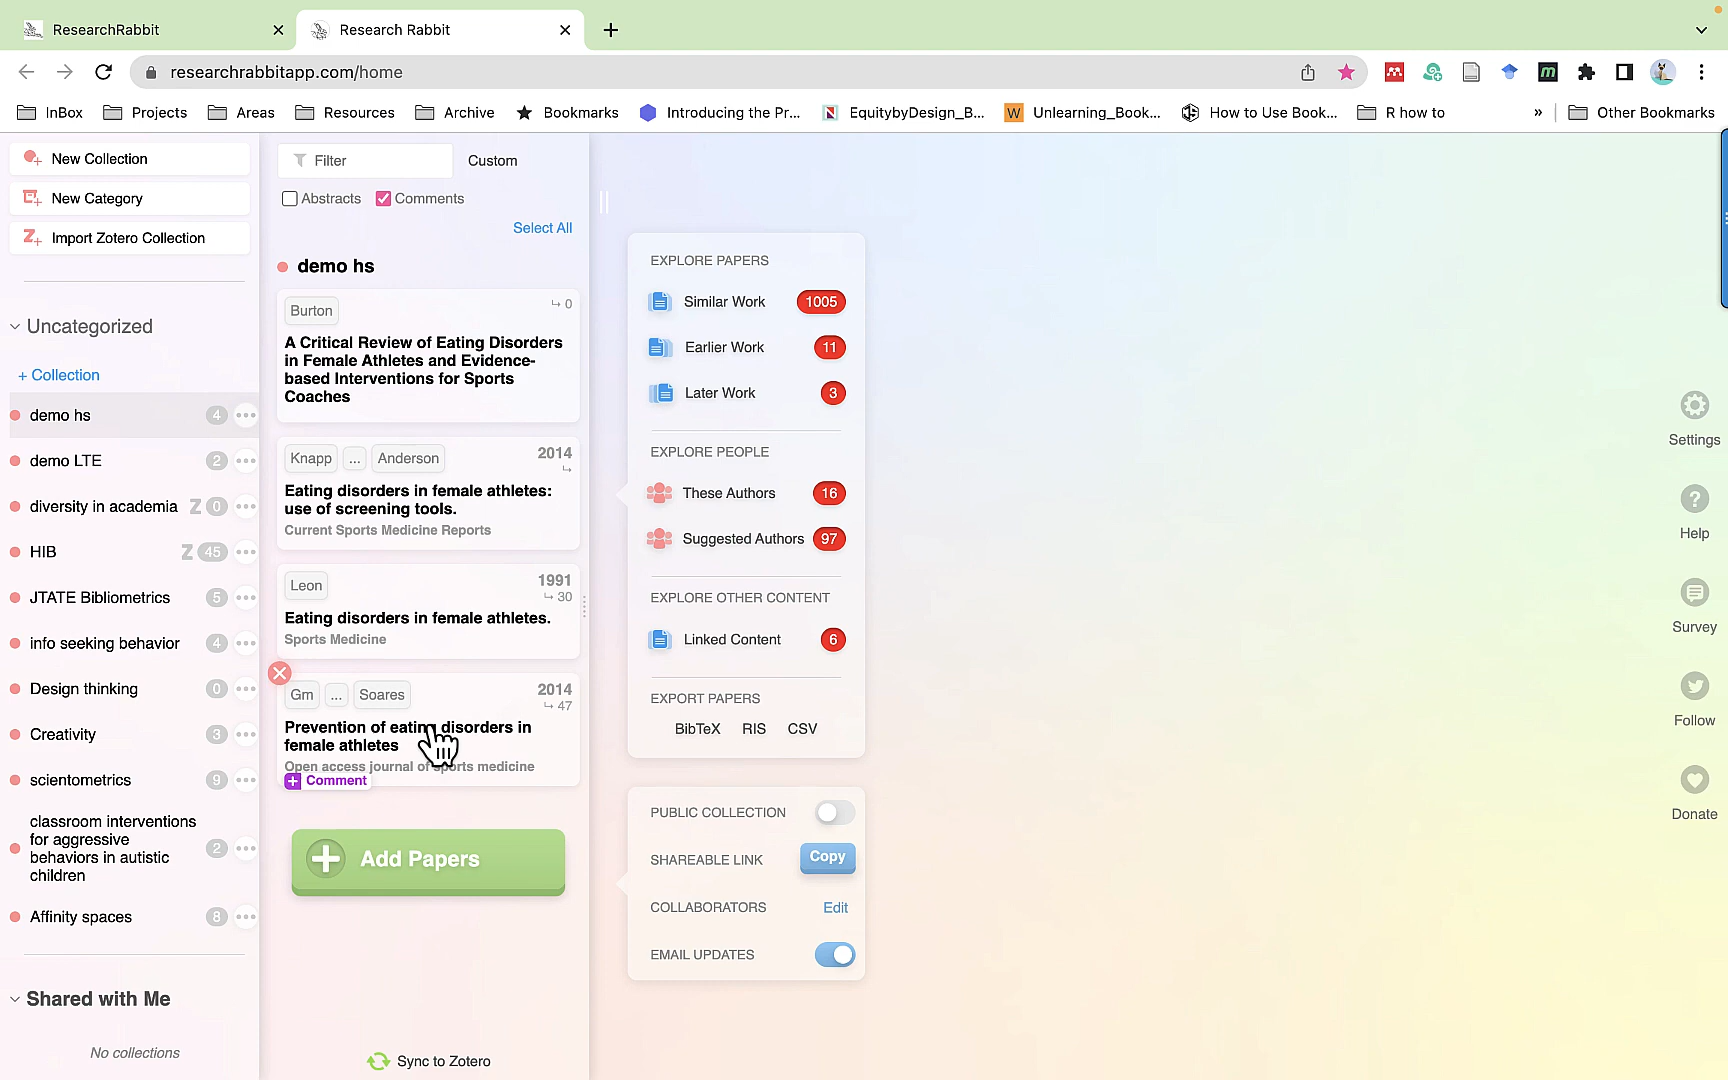 ResearchRabbit
Research Rabbit
researchrabbitapp.com/home
InBox
Projects
Areas
Resources
Archive
Bookmarks
Introducing the Pr...
EquitybyDesign_B...
Unlearning_Book...
How to Use Book...
R how to
»
Other Bookmarks
New Collection
New Category
Import Zotero Collection
Uncategorized
+ Collection
demo hs 4
demo LTE 2
diversity in academia Z 0
HIB Z 45
JTATE Bibliometrics 5
info seeking behavior 4
Design thinking 0
Creativity 3
scientometrics 9
classroom interventions
for aggressive
behaviors in autistic 2
children
Affinity spaces 8
Shared with Me
No collections
Filter
Custom
Abstracts
Comments
Select All
demo hs
Burton 0
A Critical Review of Eating Disorders
in Female Athletes and Evidence-
based Interventions for Sports
Coaches
Knapp ... Anderson 2014
Eating disorders in female athletes:
use of screening tools.
Current Sports Medicine Reports
Leon 1991
30
Eating disorders in female athletes.
Sports Medicine
Gm ... Soares 2014
47
Prevention of eating disorders in
female athletes
Open access journal of sports medicine
+ Comment
Add Papers
Sync to Zotero
EXPLORE PAPERS
Similar Work 1005
Earlier Work 11
Later Work 3
EXPLORE PEOPLE
These Authors 16
Suggested Authors 97
EXPLORE OTHER CONTENT
Linked Content 6
EXPORT PAPERS
BibTeX RIS CSV
PUBLIC COLLECTION
SHAREABLE LINK Copy
COLLABORATORS Edit
EMAIL UPDATES
Settings
?
Help
Survey
Follow
Donate